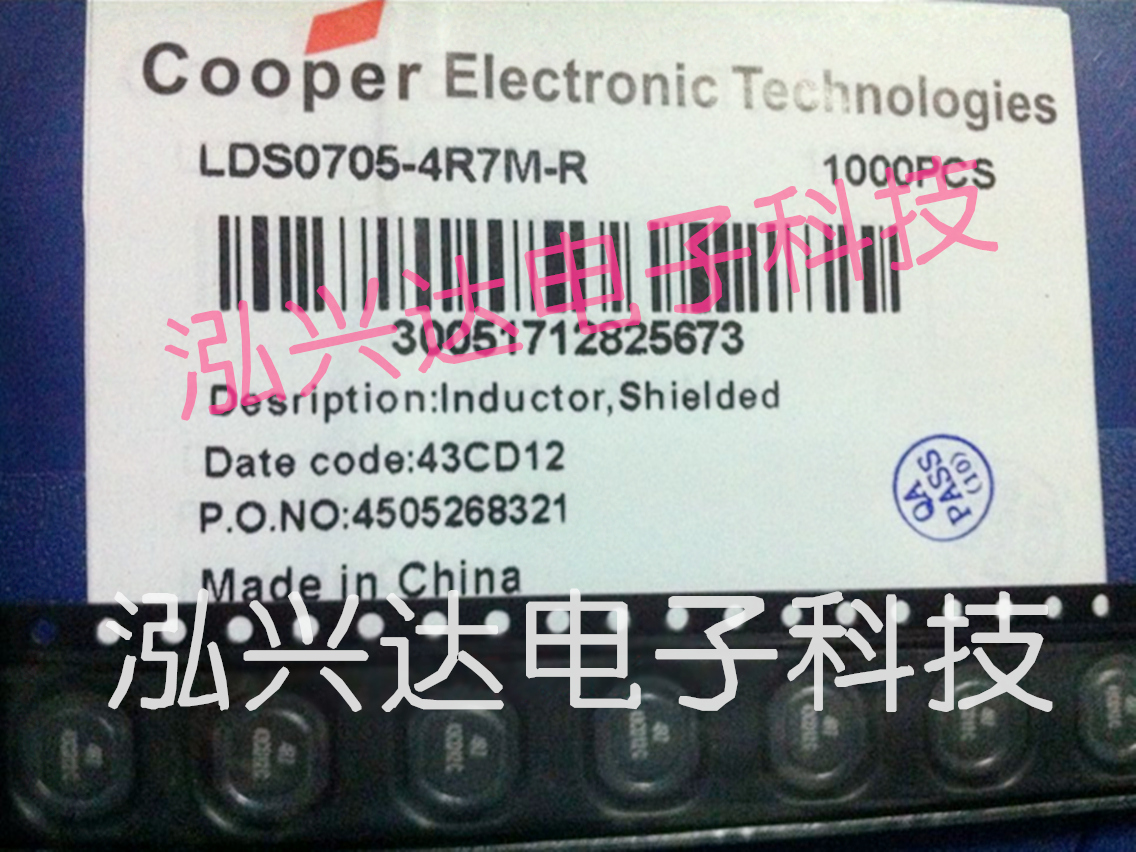 Cooper Electronic Technologies
LDS0705-4R7M-R 1000PCS
泓兴达电子科技
30051712825673
Desription:Inductor,Shielded
Date code:43CD12
P.O.NO:4505268321
QA
PASS
(10)
Made in China
泓兴达电子科技